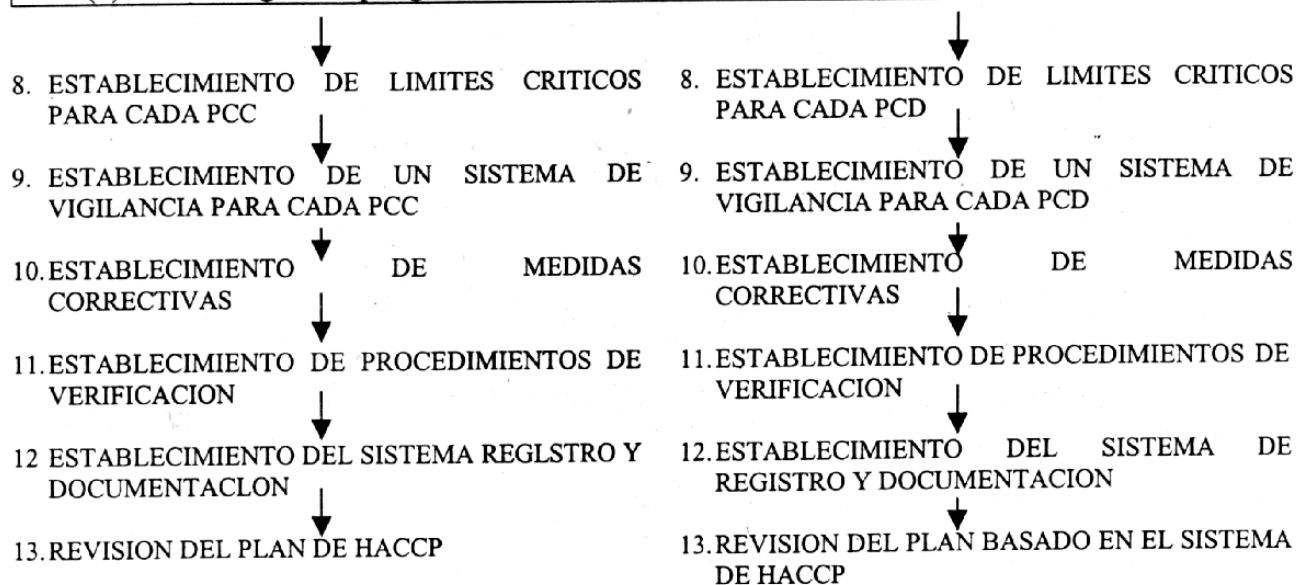 8. ESTABLECIMIENTO DE LIMITES CRITICOS
PARA CADA PCC
9. ESTABLECIMIENTO DE UN SISTEMA DE
VIGILANCIA PARA CADA PCC
10. ESTABLECIMIENTO DE MEDIDAS
CORRECTIVAS
11. ESTABLECIMIENTO DE PROCEDIMIENTOS DE
VERIFICACION
12 ESTABLECIMIENTO DEL SISTEMA REGLSTRO Y
DOCUMENTACLON
13. REVISION DEL PLAN DE HACCP
8. ESTABLECIMIENTO DE LIMITES CRITICOS
PARA CADA PCD
9. ESTABLECIMIENTO DE UN SISTEMA DE
VIGILANCIA PARA CADA PCD
10. ESTABLECIMIENTO DE MEDIDAS
CORRECTIVAS
11. ESTABLECIMIENTO DE PROCEDIMIENTOS DE
VERIFICACION
12. ESTABLECIMIENTO DEL SISTEMA DE
REGISTRO Y DOCUMENTACION
13. REVISION DEL PLAN BASADO EN EL SISTEMA
DE HACCP